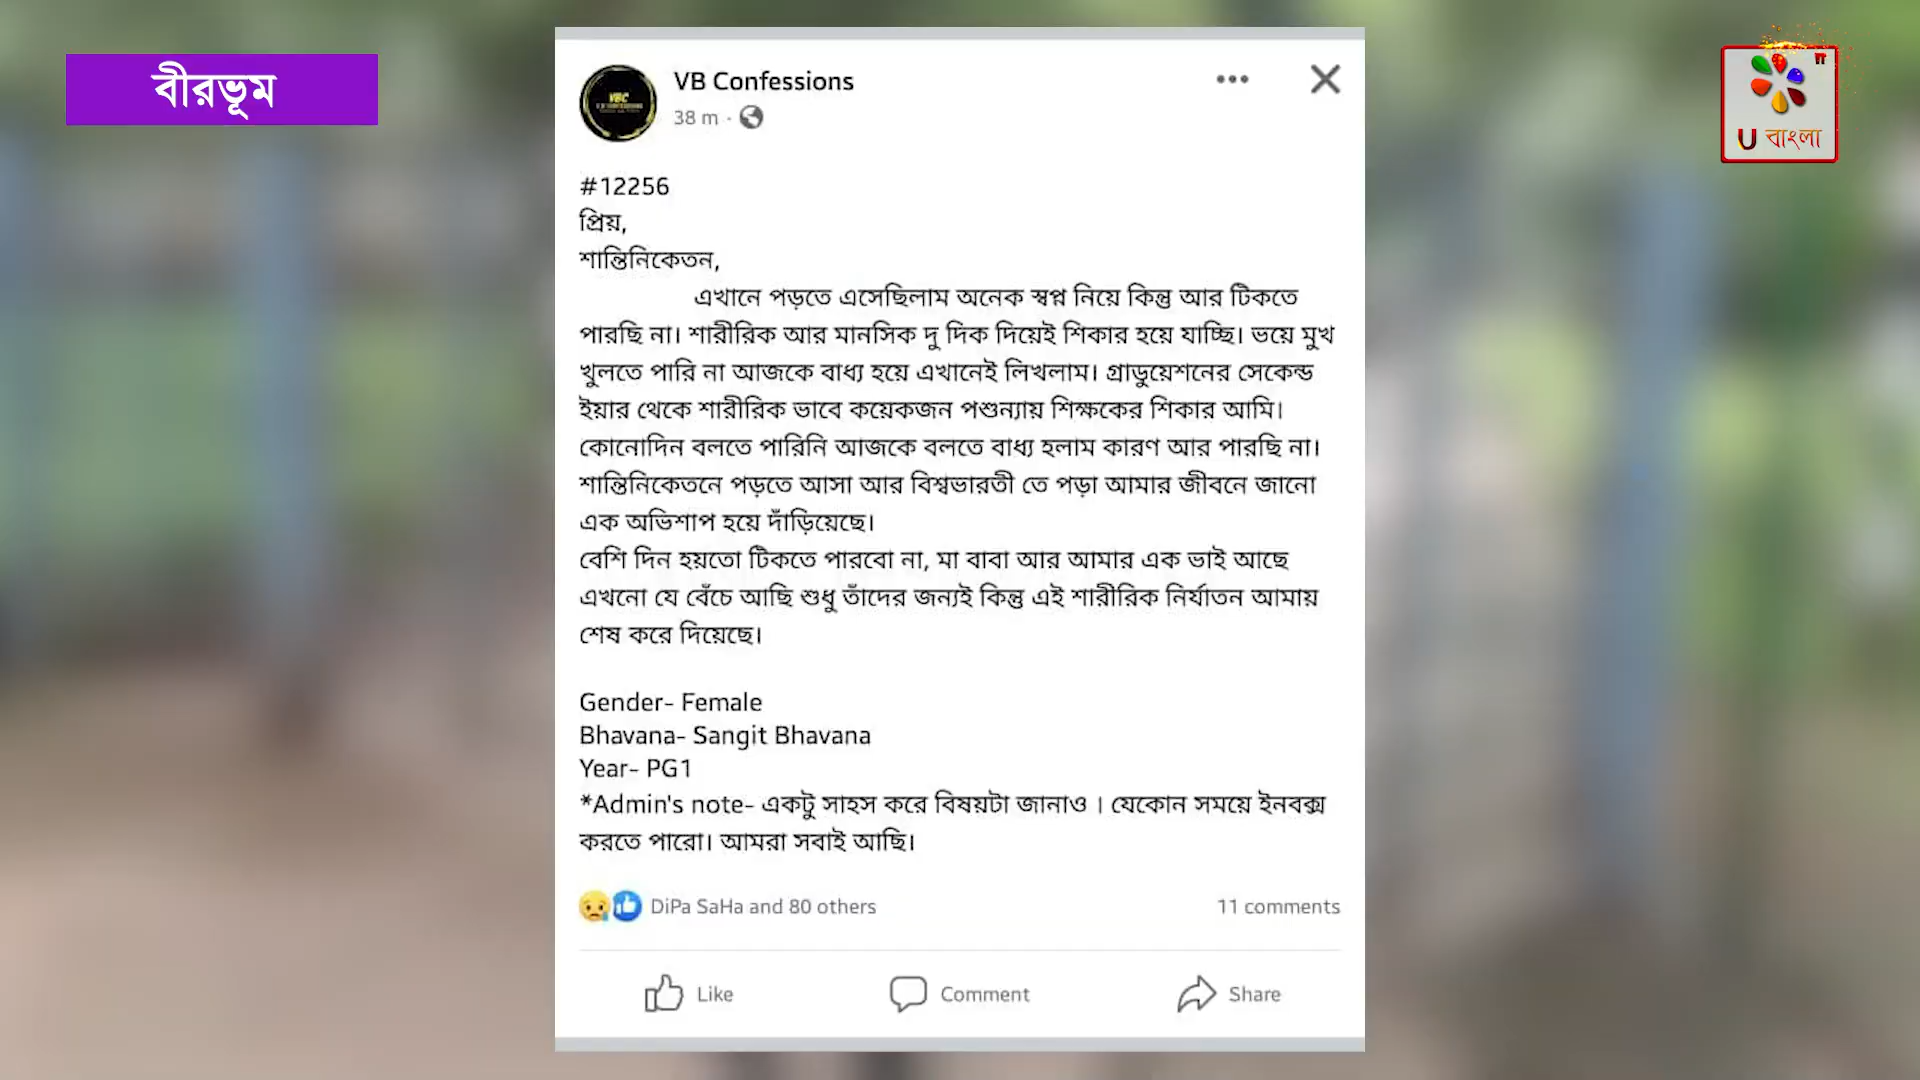 বীরভূম
U বাংলা
VB Confessions
38 m ·
#12256
প্রিয়,
শান্তিনিকেতন,
এখানে পড়তে এসেছিলাম অনেক স্বপ্ন নিয়ে কিন্তু আর টিকতে
পারছি না। শারীরিক আর মানসিক দু দিক দিয়েই শিকার হয়ে যাচ্ছি। ভয়ে মুখ
খুলতে পারি না আজকে বাধ্য হয়ে এখানেই লিখলাম। গ্রাডুয়েশনের সেকেন্ড
ইয়ার থেকে শারীরিক ভাবে কয়েকজন পশুন্যায় শিক্ষকের শিকার আমি।
কোনোদিন বলতে পারিনি আজকে বলতে বাধ্য হলাম কারণ আর পারছি না।
শান্তিনিকেতনে পড়তে আসা আর বিশ্বভারতী তে পড়া আমার জীবনে জানো
এক অভিশাপ হয়ে দাঁড়িয়েছে।
বেশি দিন হয়তো টিকতে পারবো না, মা বাবা আর আমার এক ভাই আছে
এখনো যে বেঁচে আছি শুধু তাঁদের জন্যই কিন্তু এই শারীরিক নির্যাতন আমায়
শেষ করে দিয়েছে।
Gender- Female
Bhavana- Sangit Bhavana
Year- PG1
*Admin's note- একটু সাহস করে বিষয়টা জানাও । যেকোন সময়ে ইনবক্স
করতে পারো। আমরা সবাই আছি।
DiPa SaHa and 80 others
11 comments
Like
Comment
Share